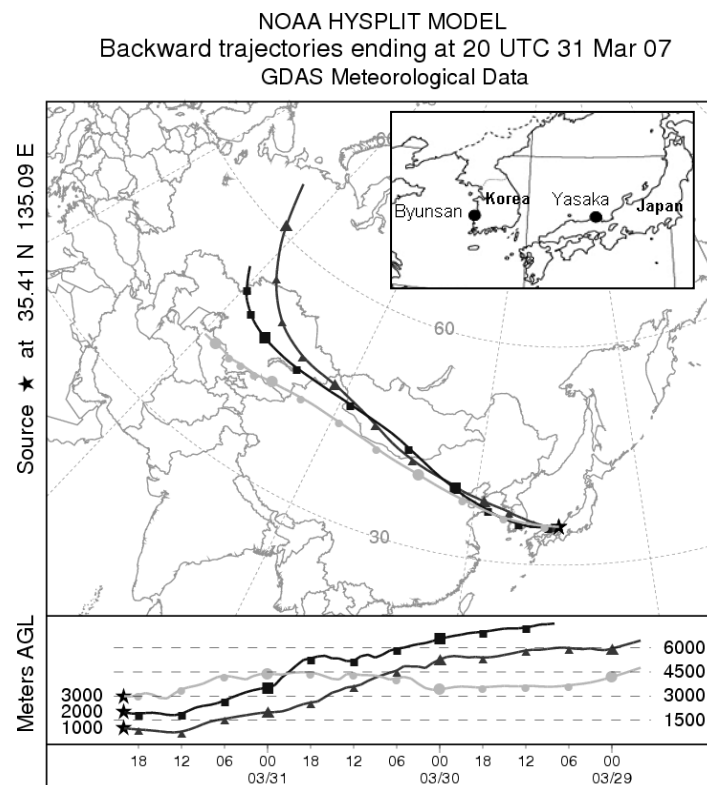 NOAA HYSPLIT MODEL
Backward trajectories ending at 20 UTC 31 Mar 07
GDAS Meteorological Data
Source ★ at 35.41 N 135.09 E
Byunsan
Korea
Yasaka
Japan
60
30
Meters AGL
3000
2000
1000
6000
4500
3000
1500
18 12 06 00 18 12 06 00 18 12 06 00
03/31 03/30 03/29